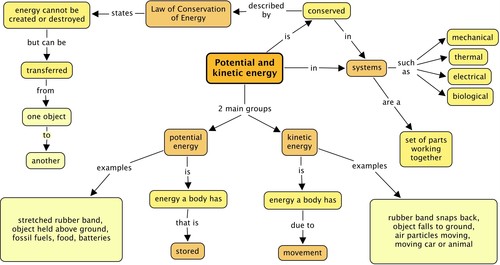 energy cannot be
created or destroyed
states
Law of Conservation
of Energy
described
by
conserved
but can be
is
in
mechanical
transferred
Potential and
kinetic energy
in
systems
such
as
thermal
electrical
biological
from
one object
to
another
2 main groups
are a
set of parts
working
together
potential
energy
kinetic
energy
examples
is
is
examples
stretched rubber band,
object held above ground,
fossil fuels, food, batteries
energy a body has
energy a body has
rubber band snaps back,
object falls to ground,
air particles moving,
moving car or animal
that is
due to
stored
movement